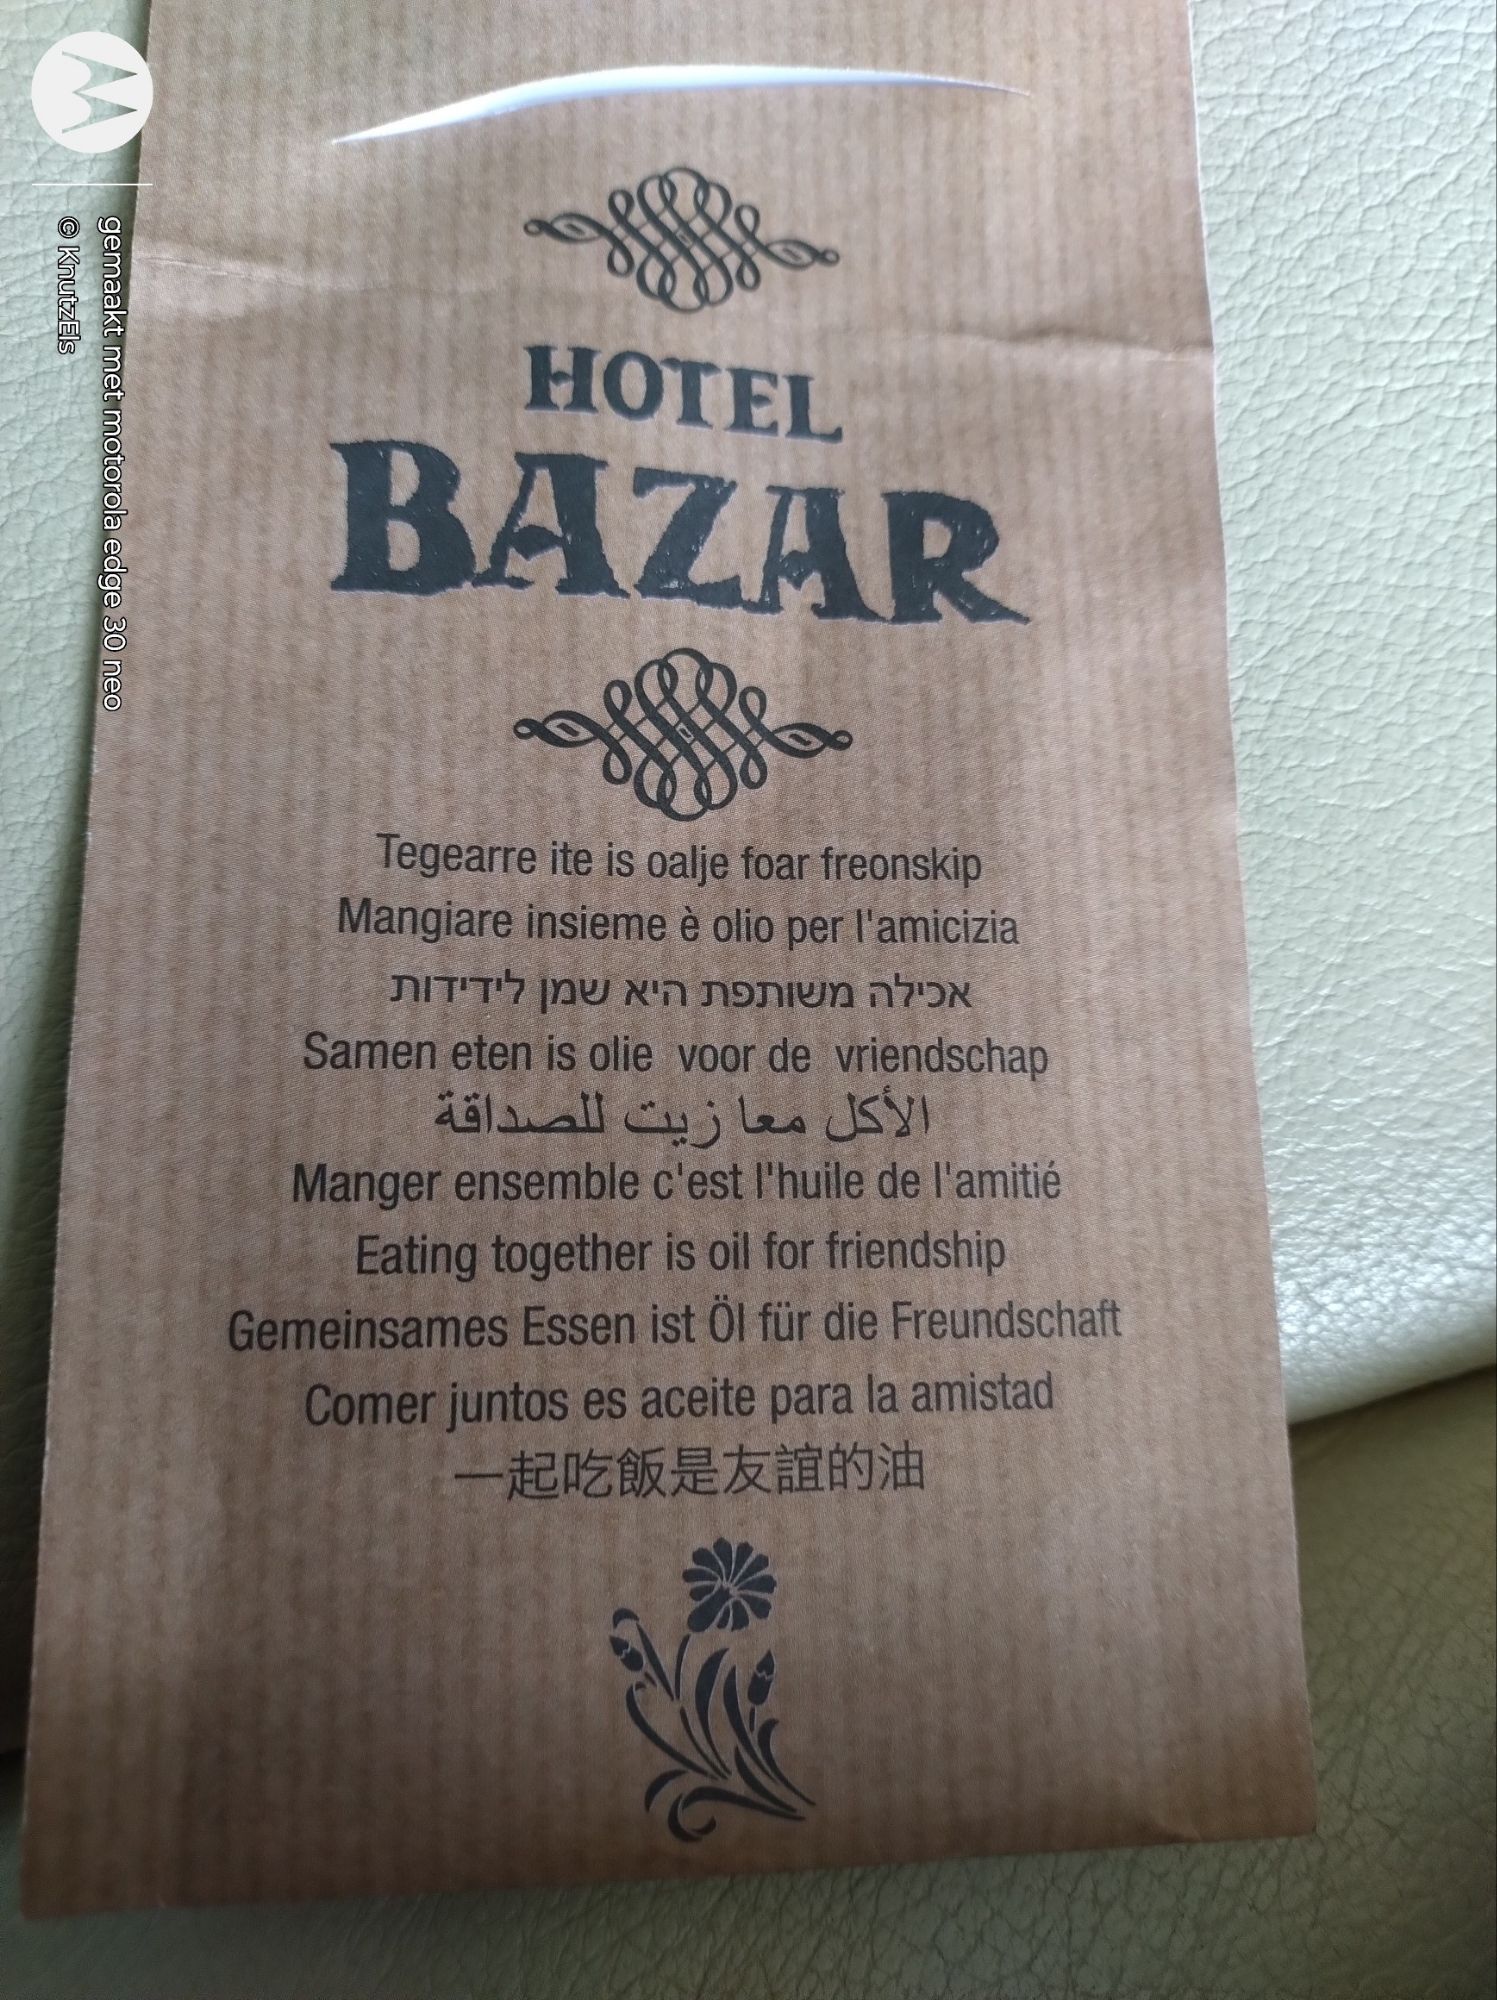 HOTEL
BAZAR
Tegearre ite is oalje foar freonskip
Mangiare insieme è olio per l'amicizia
אכילה משותפת היא שמן לידידות
Samen eten is olie voor de vriendschap
الأكل معا زيت للصداقة
Manger ensemble c'est l'huile de l'amitié
Eating together is oil for friendship
Gemeinsames Essen ist Öl für die Freundschaft
Comer juntos es aceite para la amistad
一起吃飯是友誼的油
gemaakt met motorola edge 30 neo
© KnutzEls